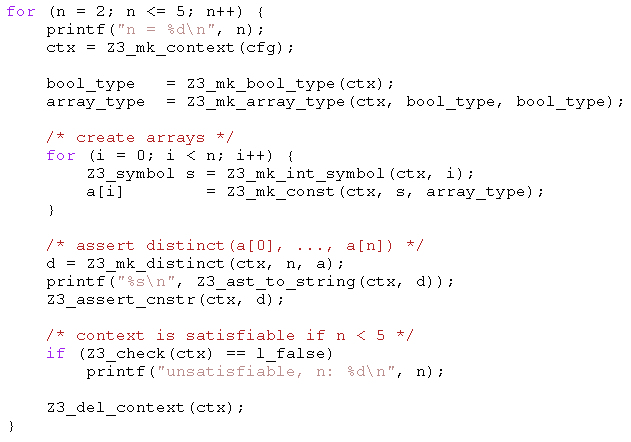 for (n = 2; n <= 5; n++) {
    printf("n = %d\n", n);
    ctx = Z3_mk_context(cfg);

    bool_type   = Z3_mk_bool_type(ctx);
    array_type  = Z3_mk_array_type(ctx, bool_type, bool_type);

    /* create arrays */
    for (i = 0; i < n; i++) {
        Z3_symbol s = Z3_mk_int_symbol(ctx, i);
        a[i]        = Z3_mk_const(ctx, s, array_type);
    }

    /* assert distinct(a[0], ..., a[n]) */
    d = Z3_mk_distinct(ctx, n, a);
    printf("%s\n", Z3_ast_to_string(ctx, d));
    Z3_assert_cnstr(ctx, d);

    /* context is satisfiable if n < 5 */
    if (Z3_check(ctx) == l_false)
        printf("unsatisfiable, n: %d\n", n);

    Z3_del_context(ctx);
}